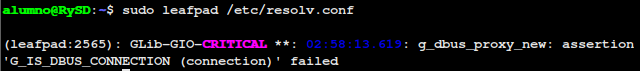 alumno@RySD:~$ sudo leafpad /etc/resolv.conf
(leafpad:2565): GLib-GIO-CRITICAL **: 02:58:13.619: g_dbus_proxy_new: assertion
'G_IS_DBUS_CONNECTION (connection)' failed